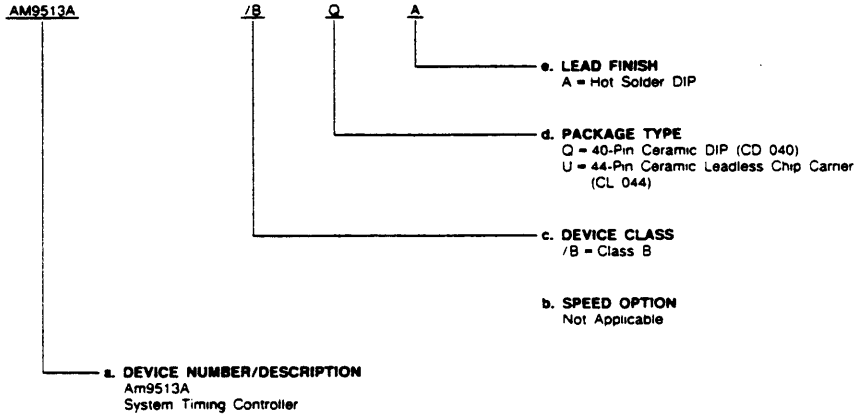 AM9513A /B Q A
e. LEAD FINISH
A = Hot Solder DIP
d. PACKAGE TYPE
Q = 40-Pin Ceramic DIP (CD 040)
U = 44-Pin Ceramic Leadless Chip Carrier
(CL 044)
c. DEVICE CLASS
/B = Class B
b. SPEED OPTION
Not Applicable
a. DEVICE NUMBER/DESCRIPTION
Am9513A
System Timing Controller